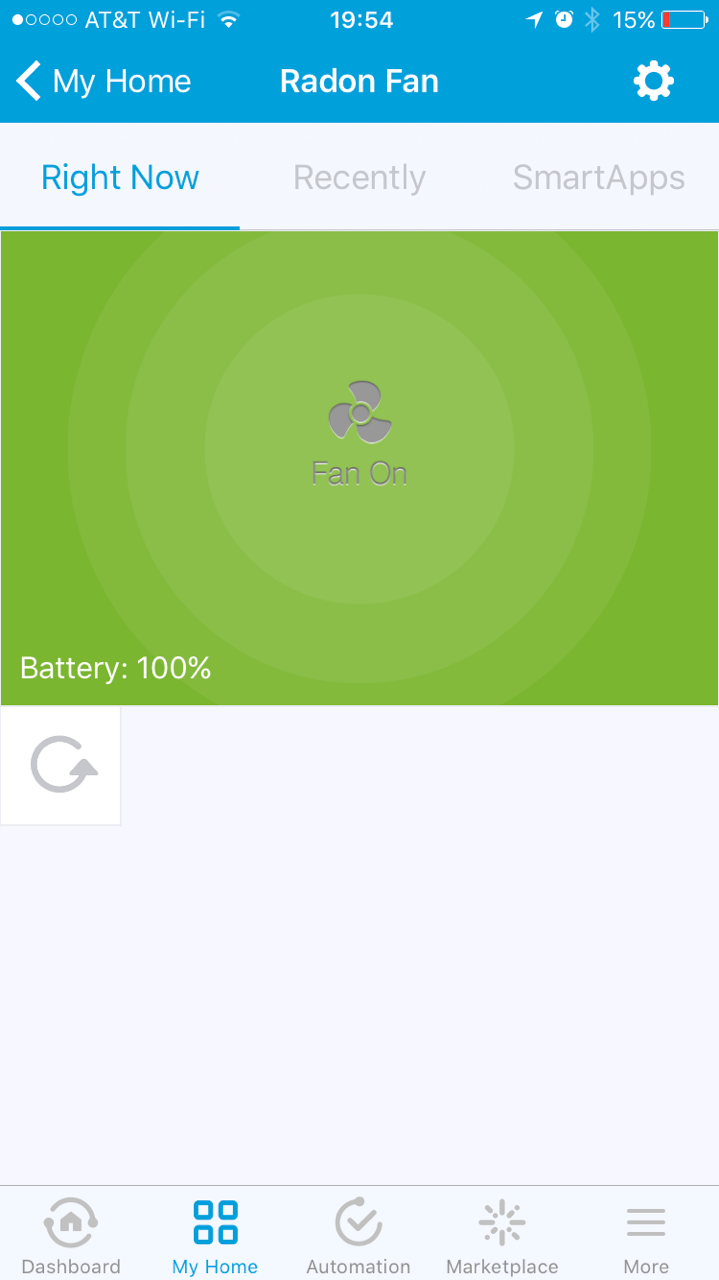 AT&T Wi-Fi 19:54 15%
My Home Radon Fan
Right Now Recently SmartApps
Fan On
Battery: 100%
Dashboard My Home Automation Marketplace More